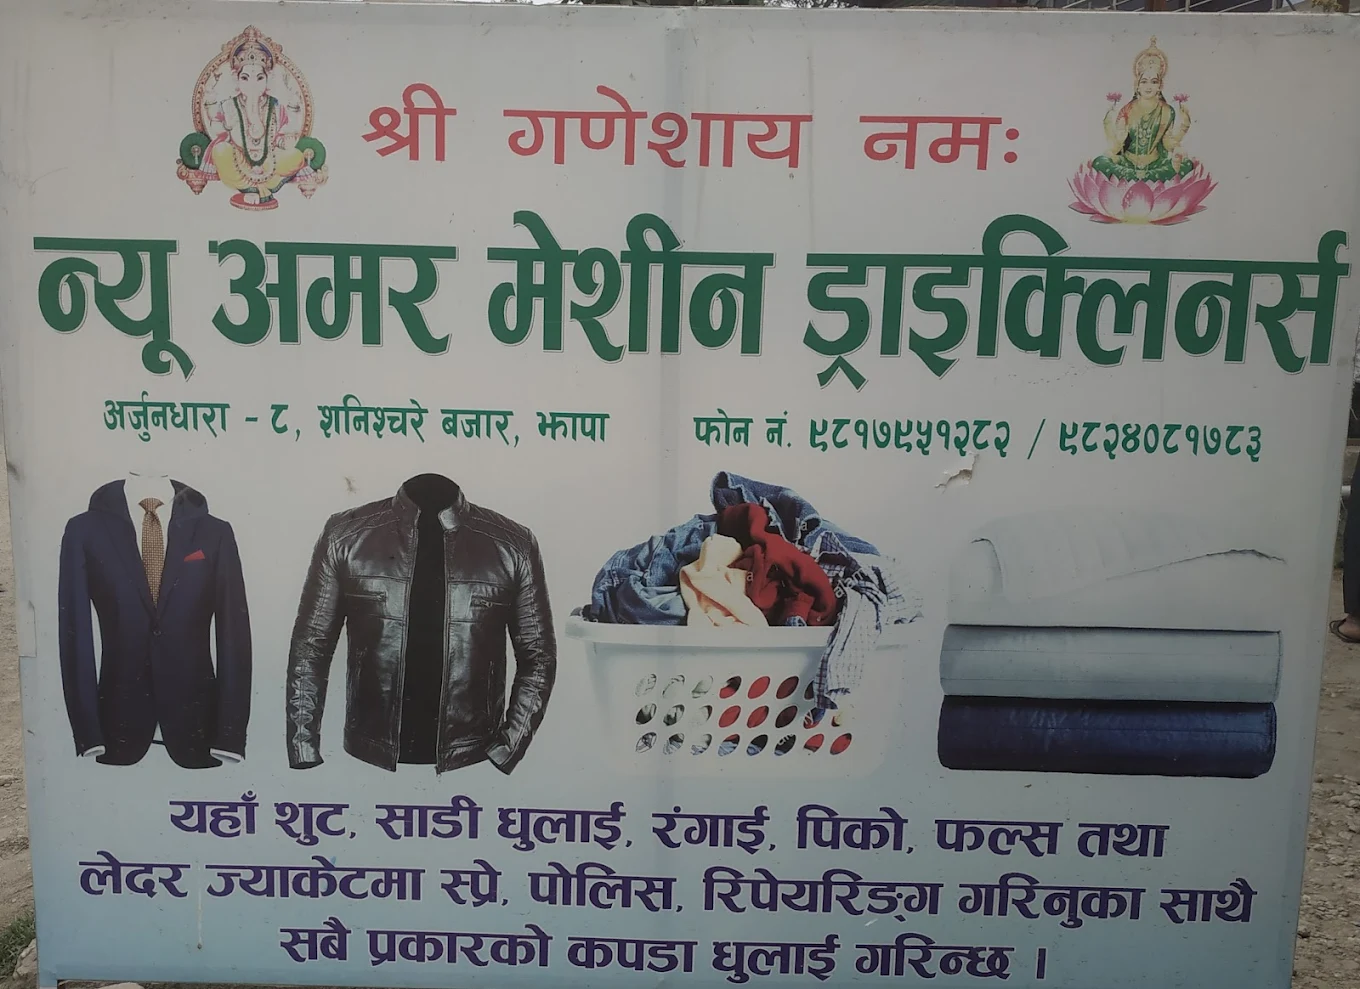 श्री गणेशाय नमः
न्यू अमर मेशीन ड्राइक्लिनर्स
अर्जुनधारा - ८, शनिश्चरे बजार, झापा
फोन नं. ९८१७९५१२८२ / ९८२४०८१७८३
यहाँ शुट, साडी धुलाई, रंगाई, पिको, फल्स तथा
लेदर ज्याकेटमा स्प्रे, पोलिस, रिपेयरिङ्ग गरिनुका साथै
सबै प्रकारको कपडा धुलाई गरिन्छ ।